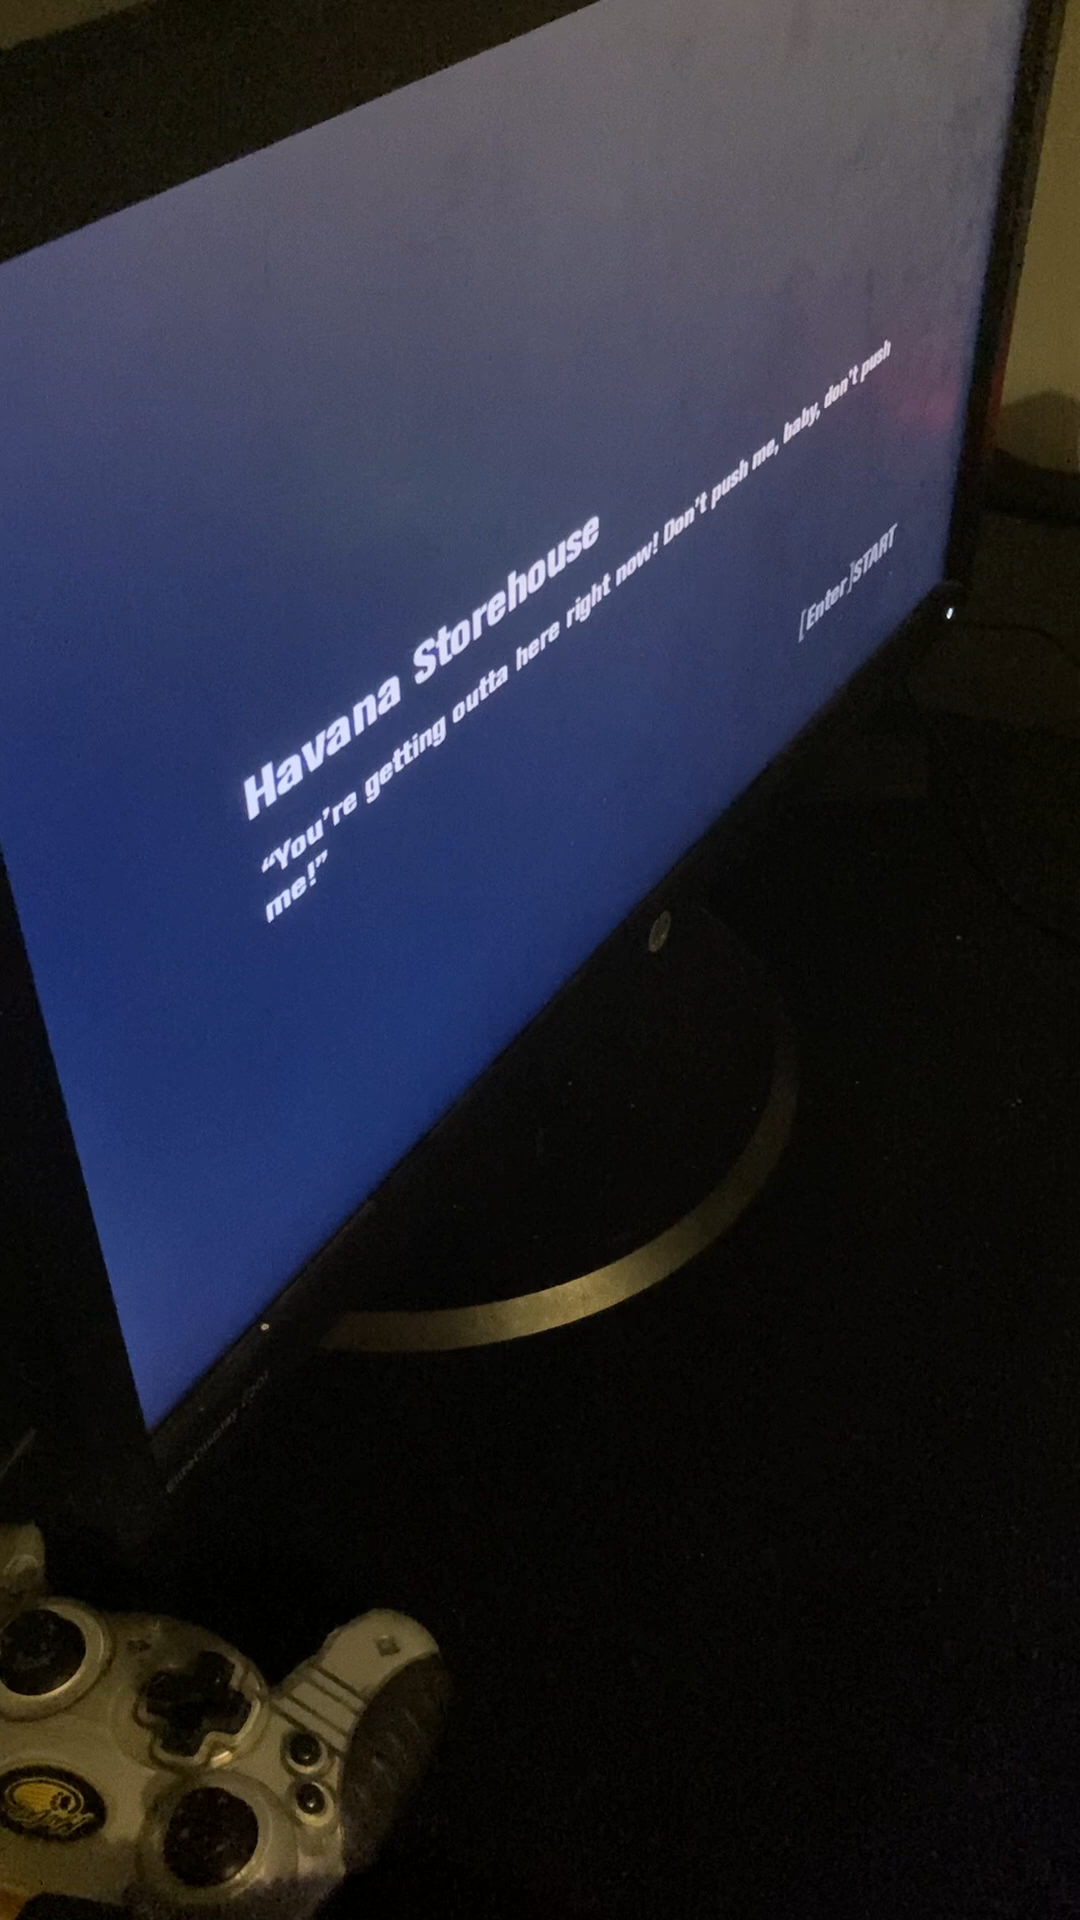 Havana Storehouse
“You’re getting outta here right now! Don’t push me, baby, don’t push
me!”
[Enter]START